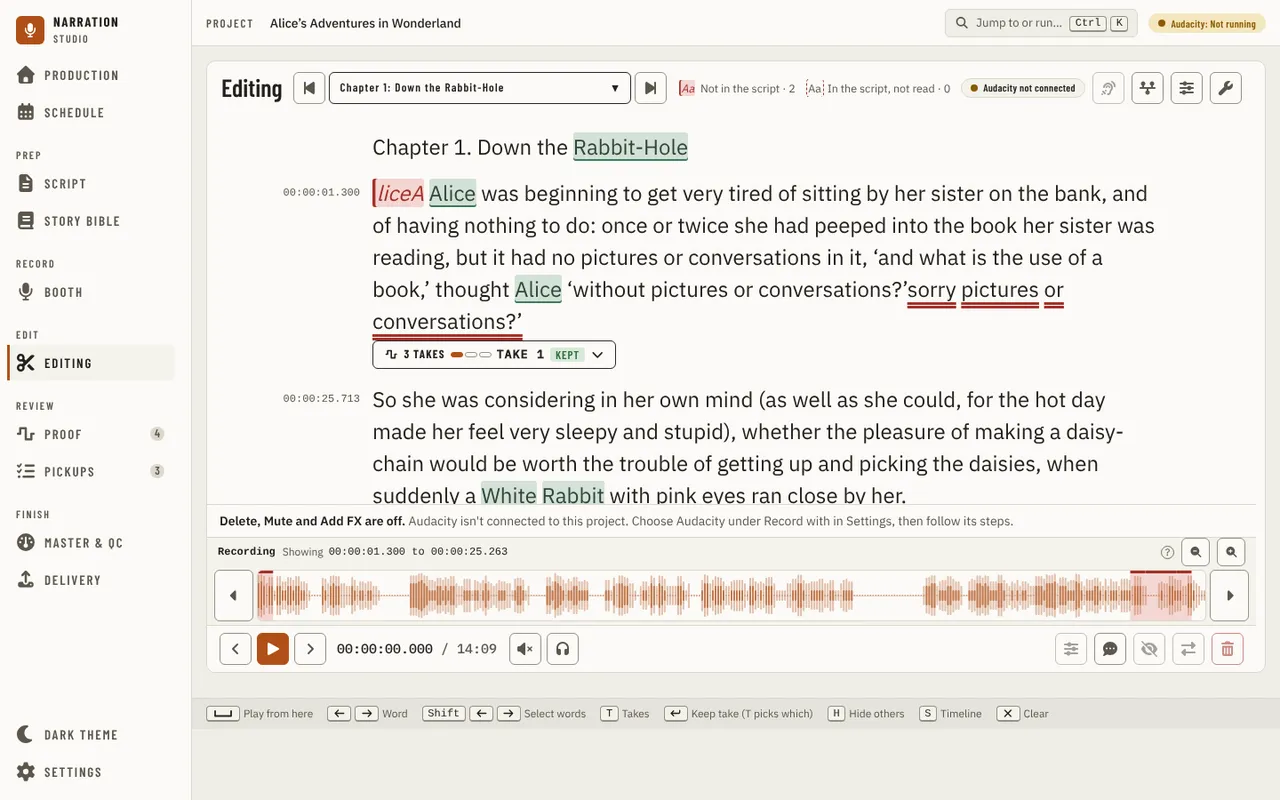 NARRATION
STUDIO
PRODUCTION
SCHEDULE
PREP
SCRIPT
STORY BIBLE
RECORD
BOOTH
EDIT
EDITING
REVIEW
PROOF 4
PICKUPS 3
FINISH
MASTER & QC
DELIVERY
DARK THEME
SETTINGS
PROJECT Alice's Adventures in Wonderland
Jump to or run... Ctrl K
Audacity: Not running
Editing
Chapter 1: Down the Rabbit-Hole
Aa Not in the script · 2
Aa In the script, not read · 0
Audacity not connected
Chapter 1. Down the Rabbit-Hole
00:00:01.300
liceA Alice was beginning to get very tired of sitting by her sister on the bank, and
of having nothing to do: once or twice she had peeped into the book her sister was
reading, but it had no pictures or conversations in it, ‘and what is the use of a
book,’ thought Alice ‘without pictures or conversations?’sorry pictures or
conversations?’
3 TAKES TAKE 1 KEPT
00:00:25.713
So she was considering in her own mind (as well as she could, for the hot day
made her feel very sleepy and stupid), whether the pleasure of making a daisy-
chain would be worth the trouble of getting up and picking the daisies, when
suddenly a White Rabbit with pink eyes ran close by her.
Delete, Mute and Add FX are off. Audacity isn't connected to this project. Choose Audacity under Record with in Settings, then follow its steps.
Recording Showing 00:00:01.300 to 00:00:25.263
?
00:00:00.000 / 14:09
Play from here
← → Word
Shift ← → Select words
T Takes
Keep take (T picks which)
H Hide others
S Timeline
Clear